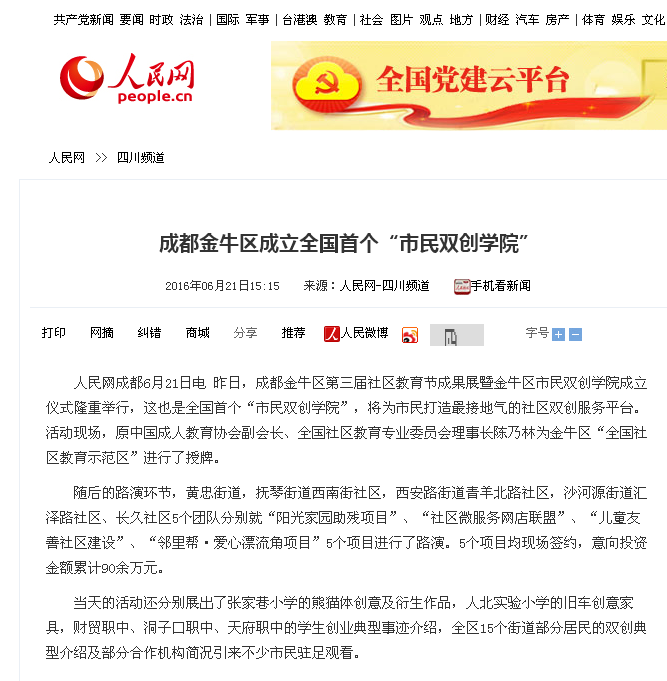 共产党新闻 要闻 时政 法治 | 国际 军事 | 台港澳 教育 | 社会 图片 观点 地方 | 财经 汽车 房产 | 体育 娱乐 文化
人民网
people.cn
全国党建云平台
人民网 >> 四川频道
成都金牛区成立全国首个“市民双创学院”
2016年06月21日15:15 来源：人民网-四川频道 手机看新闻
打印 网摘 纠错 商城 分享 推荐 人民微博 字号 + -
人民网成都6月21日电 昨日，成都金牛区第三届社区教育节成果展暨金牛区市民双创学院成立
仪式隆重举行，这也是全国首个“市民双创学院”，将为市民打造最接地气的社区双创服务平台。
活动现场，原中国成人教育协会副会长、全国社区教育专业委员会理事长陈乃林为金牛区“全国社
区教育示范区”进行了授牌。
随后的路演环节，黄忠街道，抚琴街道西南街社区，西安路街道青羊北路社区，沙河源街道汇
泽路社区、长久社区5个团队分别就“阳光家园助残项目”、“社区微服务网店联盟”、“儿童友
善社区建设”、“邻里帮·爱心漂流角项目”5个项目进行了路演。5个项目均现场签约，意向投资
金额累计90余万元。
当天的活动还分别展出了张家巷小学的熊猫体创意及衍生作品，人北实验小学的旧车创意家
具，财贸职中、洞子口职中、天府职中的学生创业典型事迹介绍，全区15个街道部分居民的双创典
型介绍及部分合作机构简况引来不少市民驻足观看。